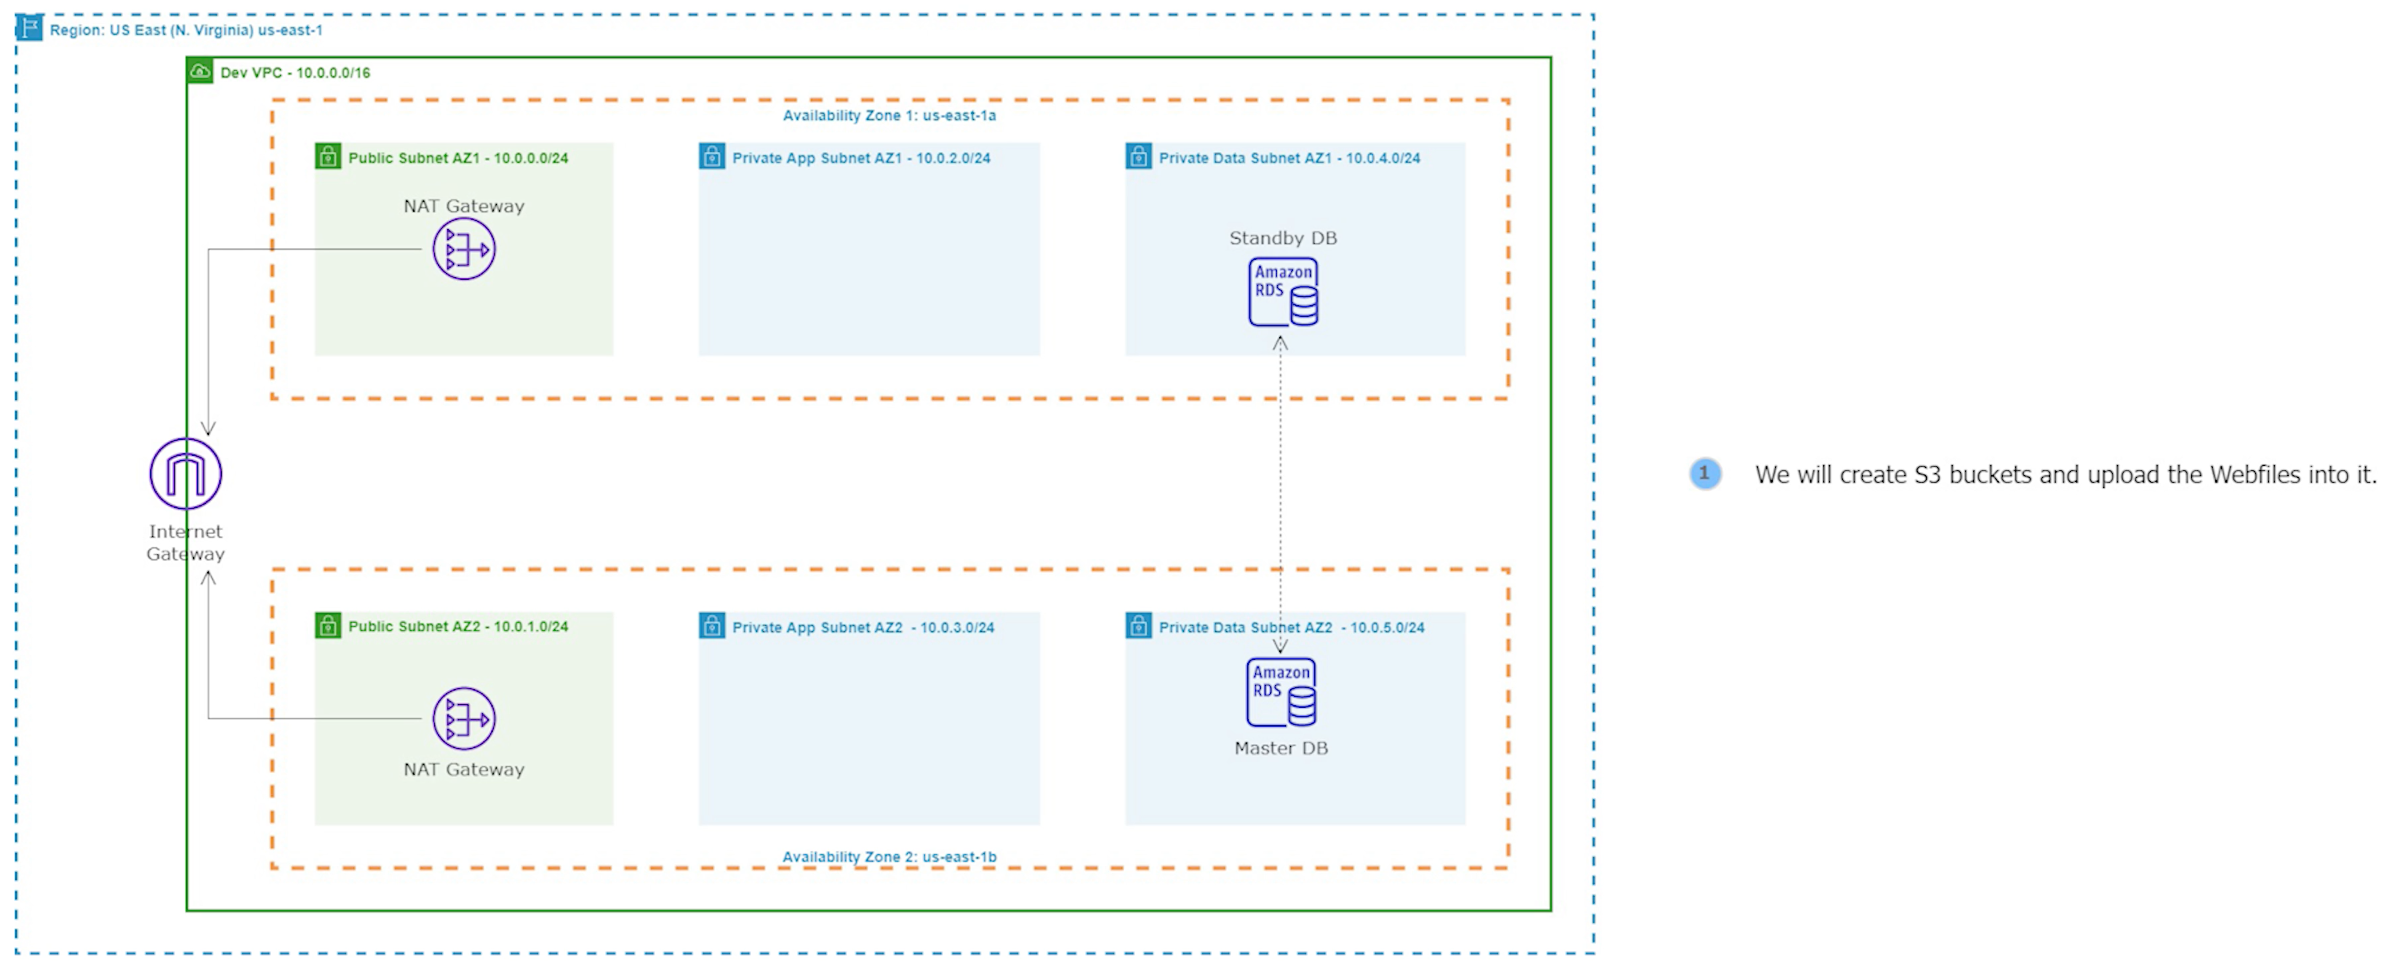 Region: US East (N. Virginia) us-east-1
Dev VPC - 10.0.0.0/16
Availability Zone 1: us-east-1a
Public Subnet AZ1 - 10.0.0.0/24
Private App Subnet AZ1 - 10.0.2.0/24
Private Data Subnet AZ1 - 10.0.4.0/24
NAT Gateway
Standby DB
Amazon
RDS
Internet
Gateway
1
We will create S3 buckets and upload the Webfiles into it.
Public Subnet AZ2 - 10.0.1.0/24
Private App Subnet AZ2 - 10.0.3.0/24
Private Data Subnet AZ2 - 10.0.5.0/24
Amazon
RDS
Master DB
NAT Gateway
Availability Zone 2: us-east-1b